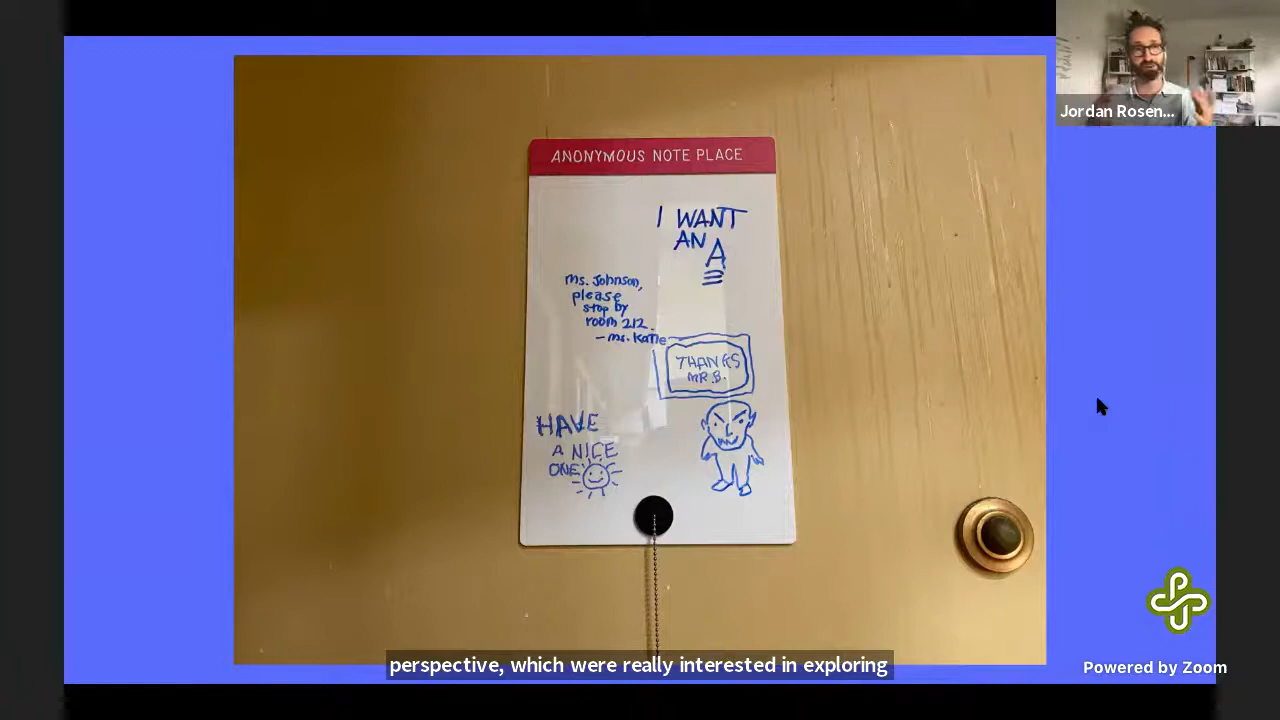 Jordan Rosen...
ANONYMOUS NOTE PLACE
I WANT
AN
A
ms. Johnson,
please
stop by
room 212.
- ms. Katie
THANKS
MR. B.
HAVE
A NICE
ONE
perspective, which were really interested in exploring
Powered by Zoom